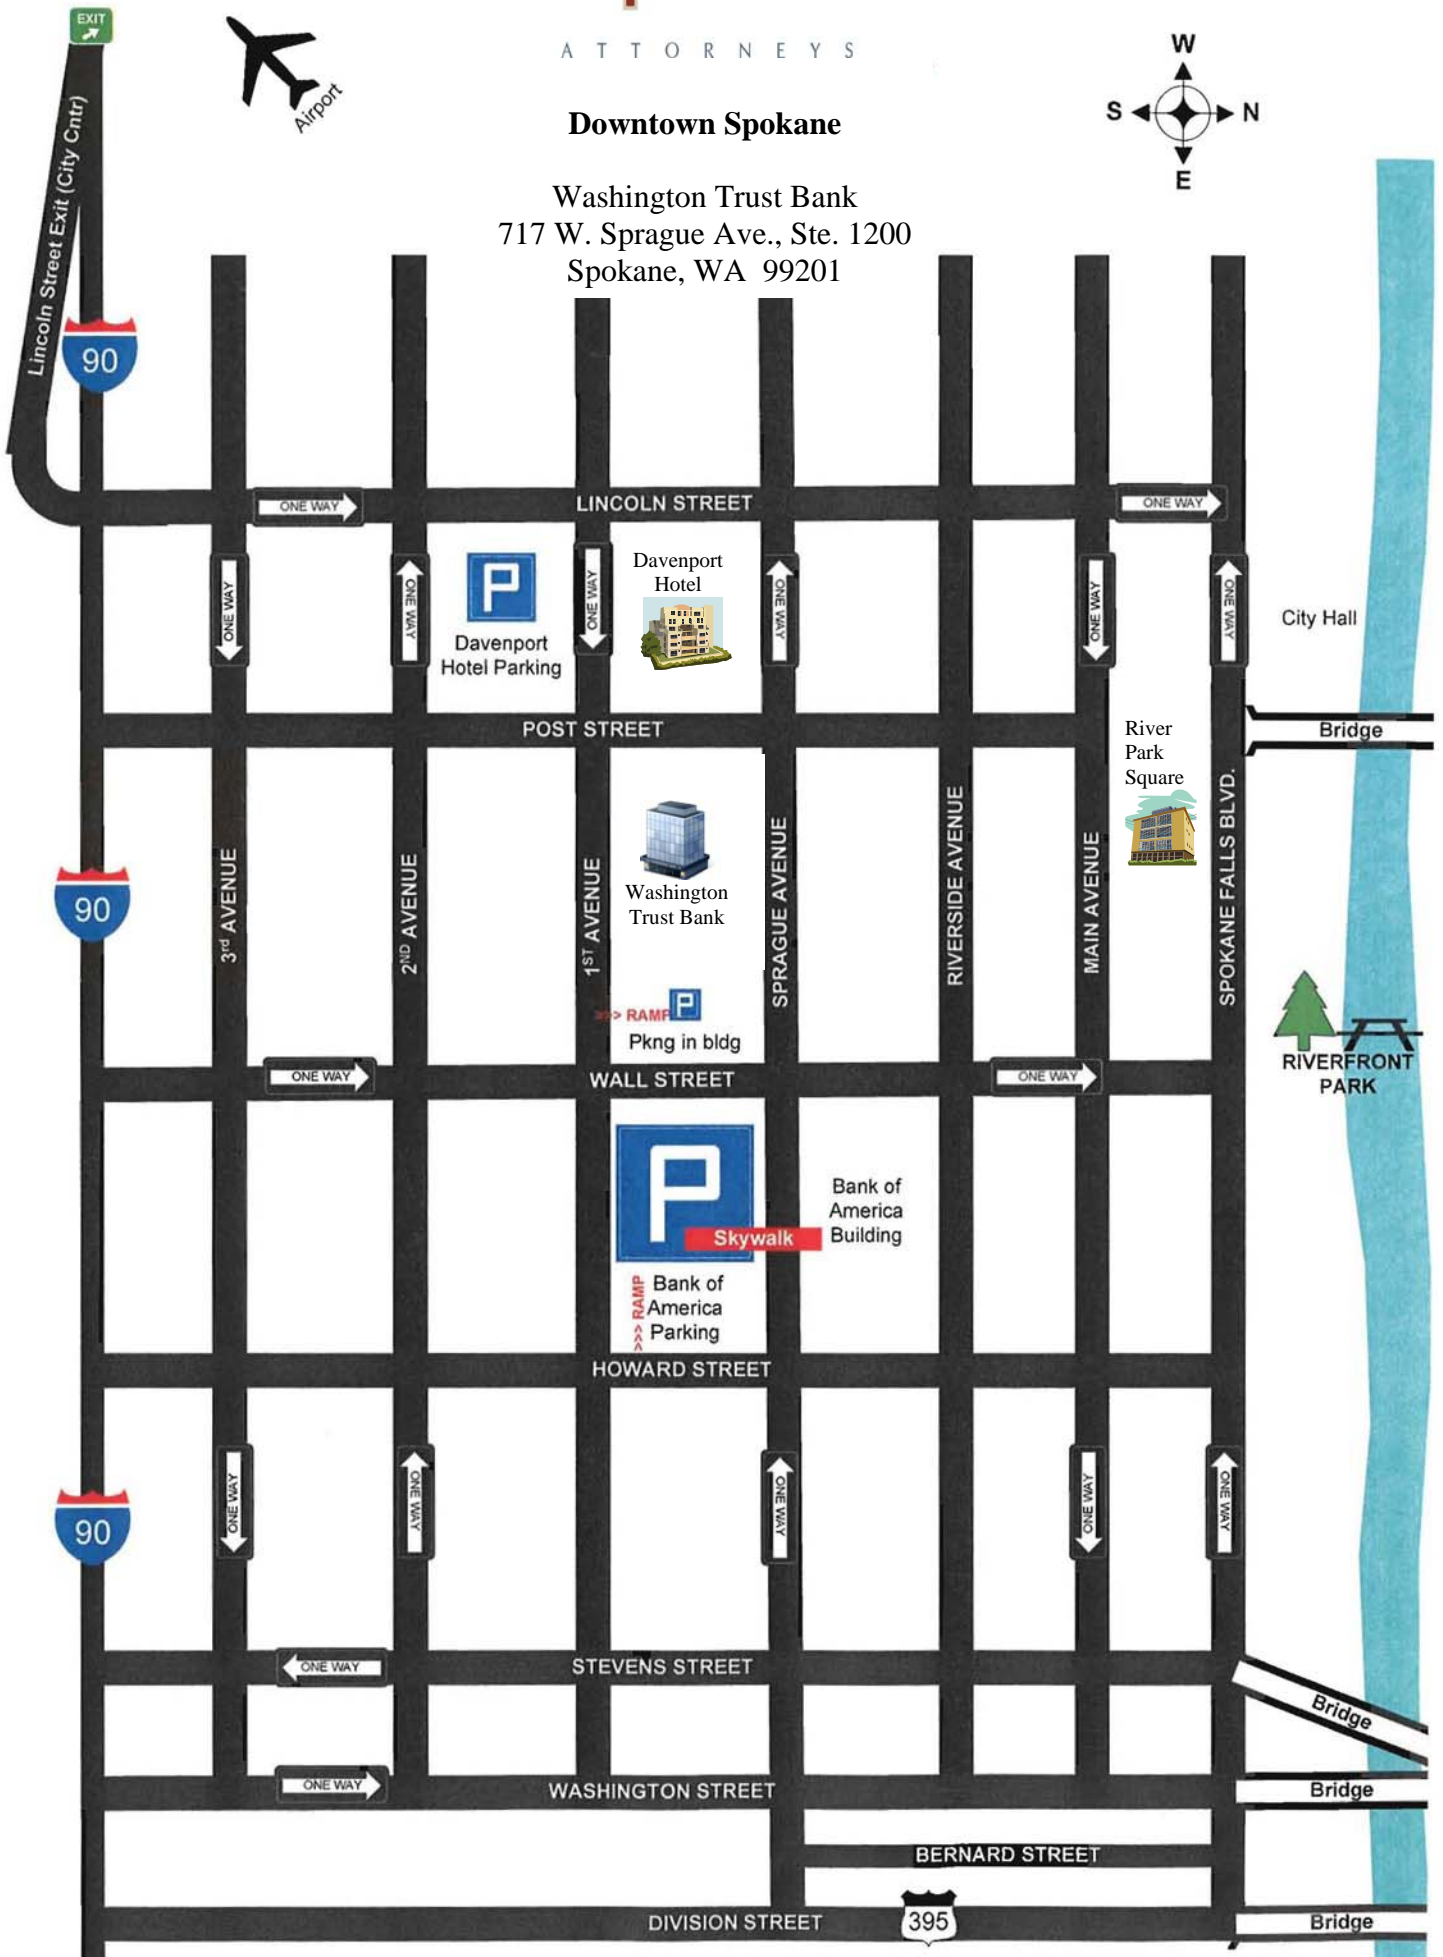 EXIT
ATTORNEYS
W
S
N
E
Airport
Downtown Spokane
Washington Trust Bank
717 W. Sprague Ave., Ste. 1200
Spokane, WA 99201
Lincoln Street Exit (City Cntr)
90
ONE WAY
LINCOLN STREET
ONE WAY
ONE WAY
ONE WAY
P
Davenport
Hotel Parking
ONE WAY
Davenport
Hotel
ONE WAY
ONE WAY
ONE WAY
City Hall
POST STREET
Bridge
River
Park
Square
90
3rd AVENUE
2ND AVENUE
1ST AVENUE
Washington
Trust Bank
SPRAGUE AVENUE
RIVERSIDE AVENUE
MAIN AVENUE
SPOKANE FALLS BLVD.
>>> RAMP
P
Pkng in bldg
RIVERFRONT
PARK
ONE WAY
WALL STREET
ONE WAY
P
Skywalk
Bank of
America
Building
>>> RAMP
Bank of
America
Parking
HOWARD STREET
90
ONE WAY
ONE WAY
ONE WAY
ONE WAY
ONE WAY
ONE WAY
STEVENS STREET
Bridge
ONE WAY
WASHINGTON STREET
Bridge
BERNARD STREET
DIVISION STREET
395
Bridge